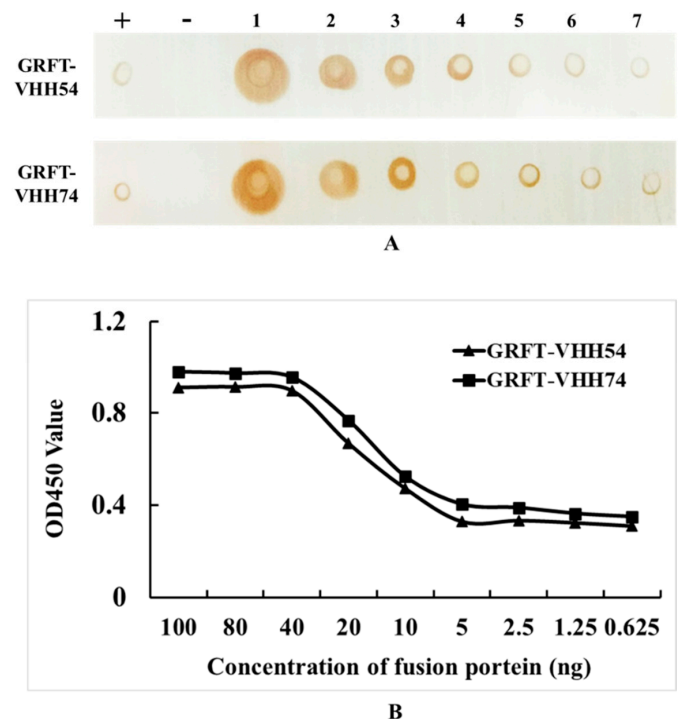 + - 1 2 3 4 5 6 7
GRFT-
VHH54
GRFT-
VHH74
A
1.2
GRFT-VHH54
GRFT-VHH74
0.8
OD450 Value
0.4
0
100 80 40 20 10 5 2.5 1.25 0.625
Concentration of fusion portein (ng)
B